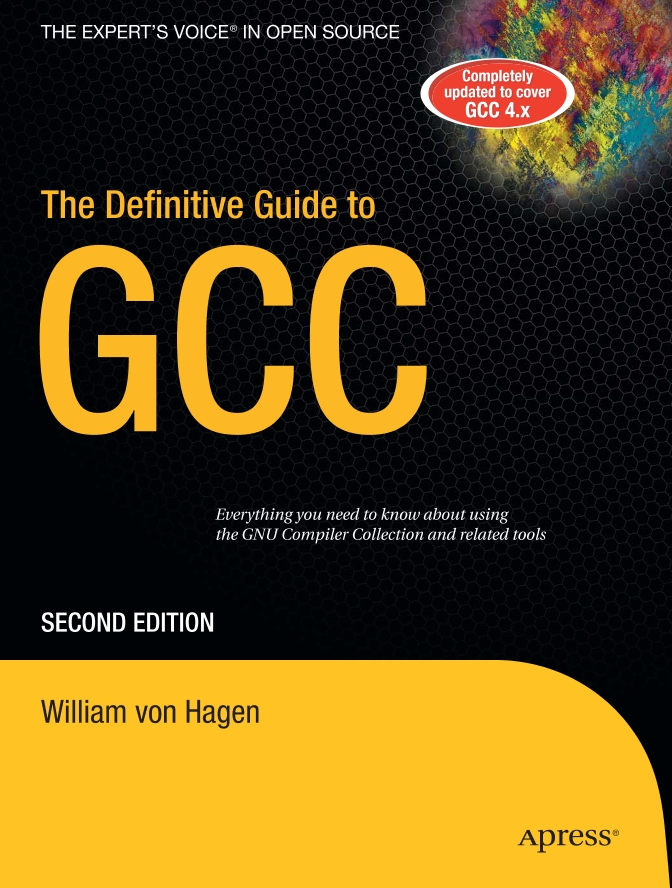 THE EXPERT'S VOICE® IN OPEN SOURCE
Completely
updated to cover
GCC 4.x
The Definitive Guide to
GCC
Everything you need to know about using
the GNU Compiler Collection and related tools
SECOND EDITION
William von Hagen
Apress®